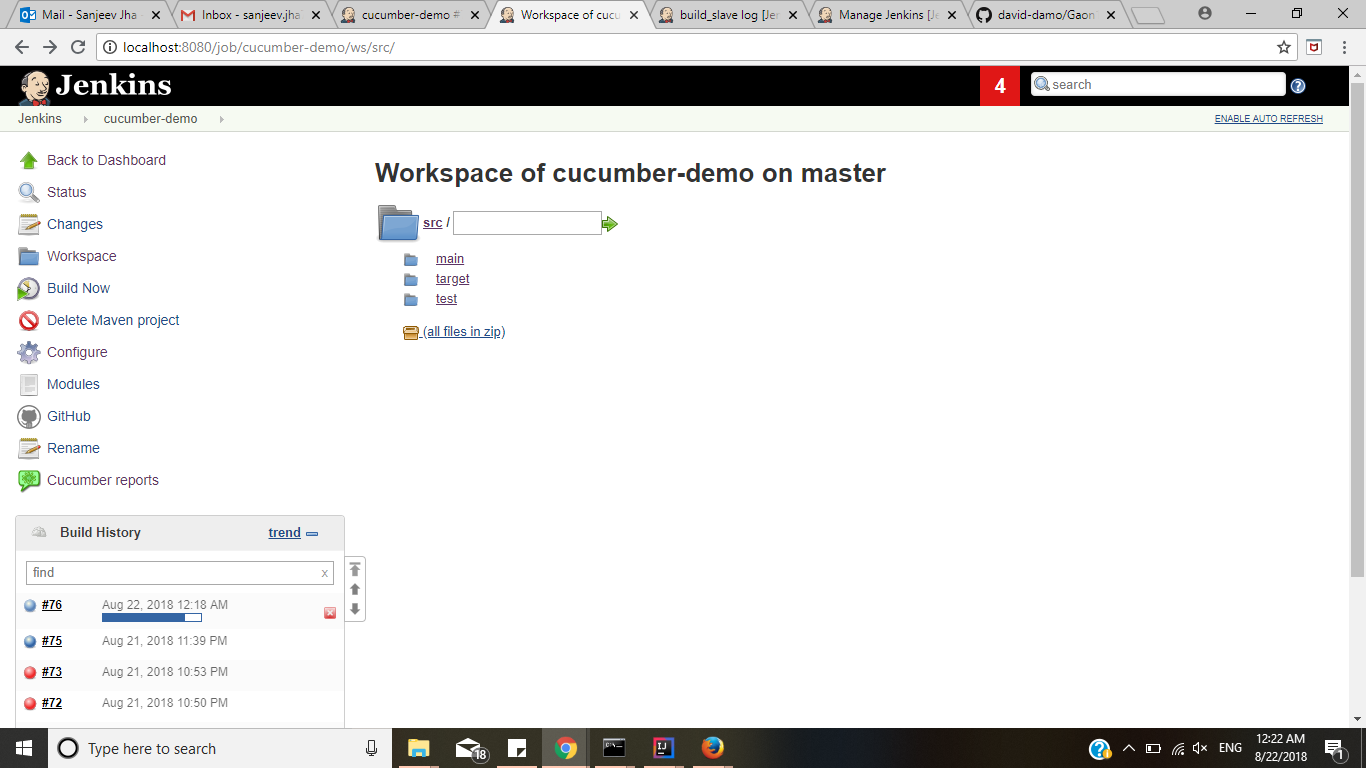 Mail - Sanjeev Jha
Inbox - sanjeev.jha
cucumber-demo #
Workspace of cucu
build_slave log [Jen
Manage Jenkins [Je
david-damo/Gaon
localhost:8080/job/cucumber-demo/ws/src/
Jenkins
4
search
Jenkins
cucumber-demo
ENABLE AUTO REFRESH
Back to Dashboard
Status
Changes
Workspace
Build Now
Delete Maven project
Configure
Modules
GitHub
Rename
Cucumber reports
Workspace of cucumber-demo on master
src /
main
target
test
(all files in zip)
Build History
trend
find
x
#76 Aug 22, 2018 12:18 AM
#75 Aug 21, 2018 11:39 PM
#73 Aug 21, 2018 10:53 PM
#72 Aug 21, 2018 10:50 PM
Type here to search
18
ENG
12:22 AM
8/22/2018
1